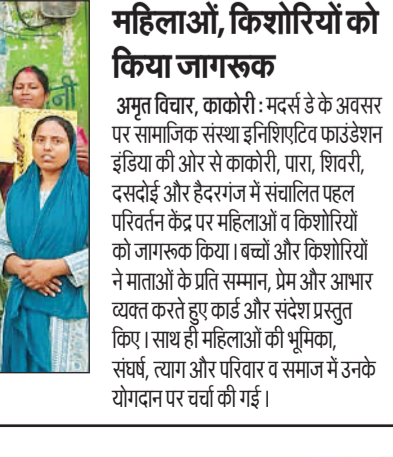 महिलाओं, किशोरियों को
किया जागरूक
अमृत विचार, काकोरी : मदर्स डे के अवसर
पर सामाजिक संस्था इनिशिएटिव फाउंडेशन
इंडिया की ओर से काकोरी, पारा, शिवरी,
दसदोई और हैदरगंज में संचालित पहल
परिवर्तन केंद्र पर महिलाओं व किशोरियों
को जागरूक किया। बच्चों और किशोरियों
ने माताओं के प्रति सम्मान, प्रेम और आभार
व्यक्त करते हुए कार्ड और संदेश प्रस्तुत
किए। साथ ही महिलाओं की भूमिका,
संघर्ष, त्याग और परिवार व समाज में उनके
योगदान पर चर्चा की गई।